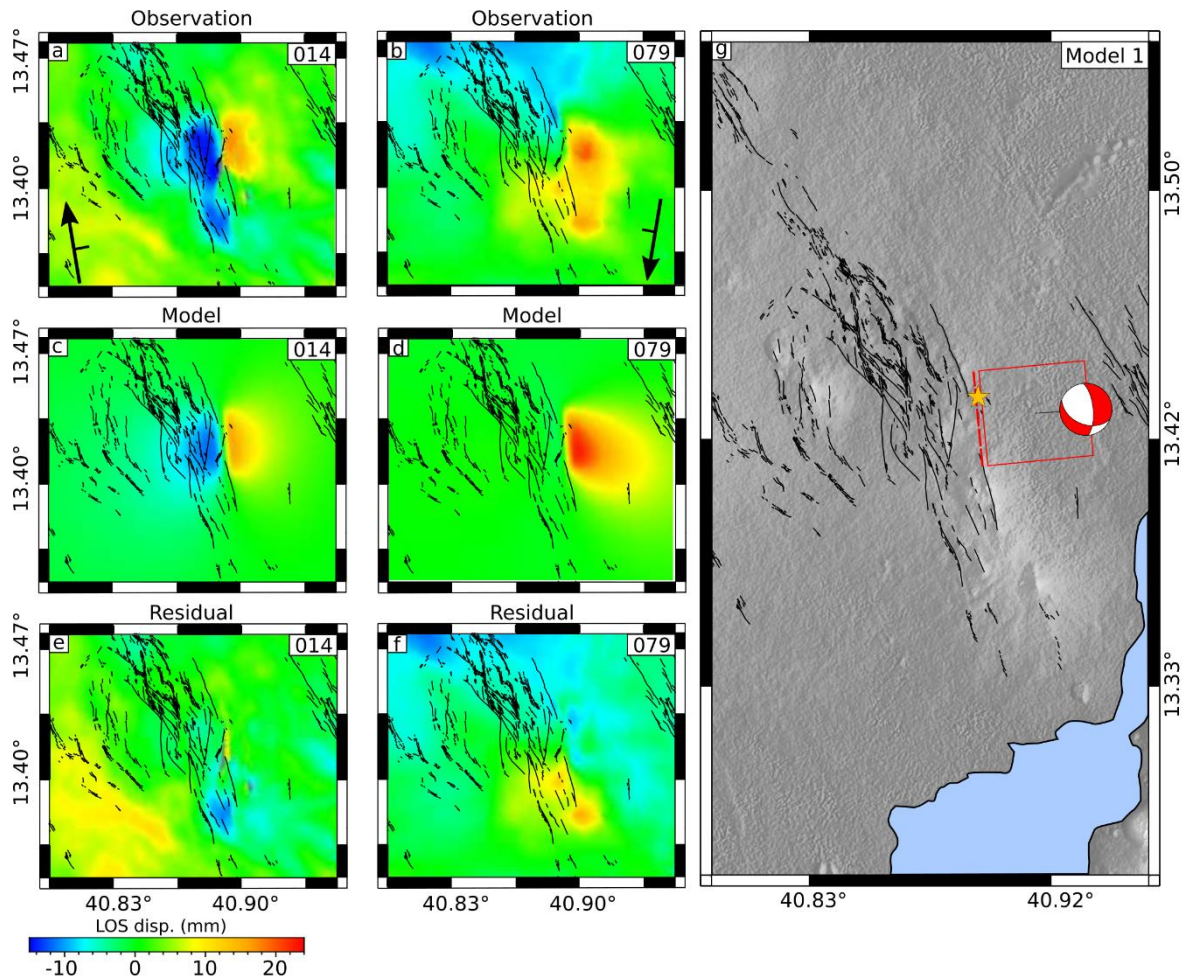 Observation
Observation
a
014
b
079
g
Model 1
13.47°
13.40°
13.50°
13.42°
13.33°
Model
Model
c
014
d
079
13.47°
13.40°
Residual
Residual
e
014
f
079
13.47°
13.40°
40.83°
40.90°
40.83°
40.90°
40.83°
40.92°
LOS disp. (mm)
-10
0
10
20